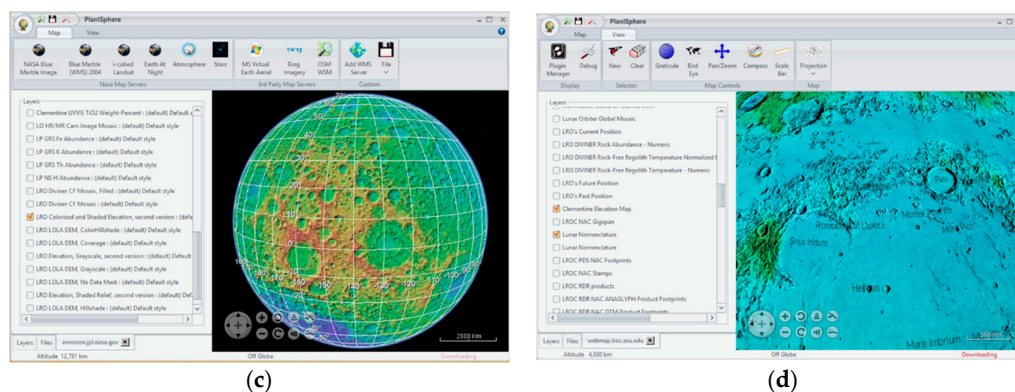 PlaniSphere
Map View
NASA Blue Marble Image
Blue Marble (WMS) 2004
i-cubed Landsat
Earth At Night
Atmosphere
Stars
MS Virtual Earth Aerial
Bing Imagery
OSM WSM
Add WMS Server
File
Nasa Map Servers
3rd Party Map Servers
Custom
Layers
Clementine UVVIS TiO2 Weight-Percent : (default) Default s
LO HR/MR Cam Image Mosaic : (default) Default style
LP GRS Fe Abundance : (default) Default style
LP GRS K Abundance : (default) Default style
LP GRS Th Abundance : (default) Default style
LP NS H Abundance : (default) Default style
LRO Diviner CF Mosaic, Filled : (default) Default style
LRO Diviner CF Mosaic : (default) Default style
LRO Colorized and Shaded Elevation, second version : (defa
LRO LOLA DEM, ColorHillshade : (default) Default style
LRO LOLA DEM, Coverage : (default) Default style
LRO Elevation, Grayscale, second version : (default) Default
LRO LOLA DEM, Grayscale : (default) Default style
LRO LOLA DEM, No Data Mask : (default) Default style
LRO Elevation, Shaded Relief, second version : (default) Def
LRO LOLA DEM, Hillshade : (default) Default style
2000 Km
Layers Files onmoon.jpl.nasa.gov
Altitude 12,781 km
Off Globe
Downloading
(c)
PlaniSphere
Map View
Plugin Manager
Debug
New
Clear
Graticule
Bird Eye
Pan/Zoom
Compass
Scale Bar
Projection
Display
Selector
Map Controls
Map
Layers
Lunar Orbiter Global Mosaic
LRO's Current Position
LRO DIVINER Rock Abundance - Numeric
LRO DIVINER Rock-Free Regolith Temperature Normalized
LRO DIVINER Rock-Free Regolith Temperature - Numeric
LRO's Future Position
LRO's Past Position
Clementine Elevation Map
LROC NAC Gigapan
Lunar Nomenclature
Lunar Nomenclature
LROC PDS NAC Footprints
LROC NAC Stamps
LROC RDR products
LROC RDR NAC ANAGLYPH Product Footprints
LROC RDR NAC DTM Product Footprints
Plato
Sinus Iridum
Mare Imbrium
500 Km
Layers Files webmap.lroc.asu.edu
Altitude 4,030 km
Off Globe
Downloading
(d)